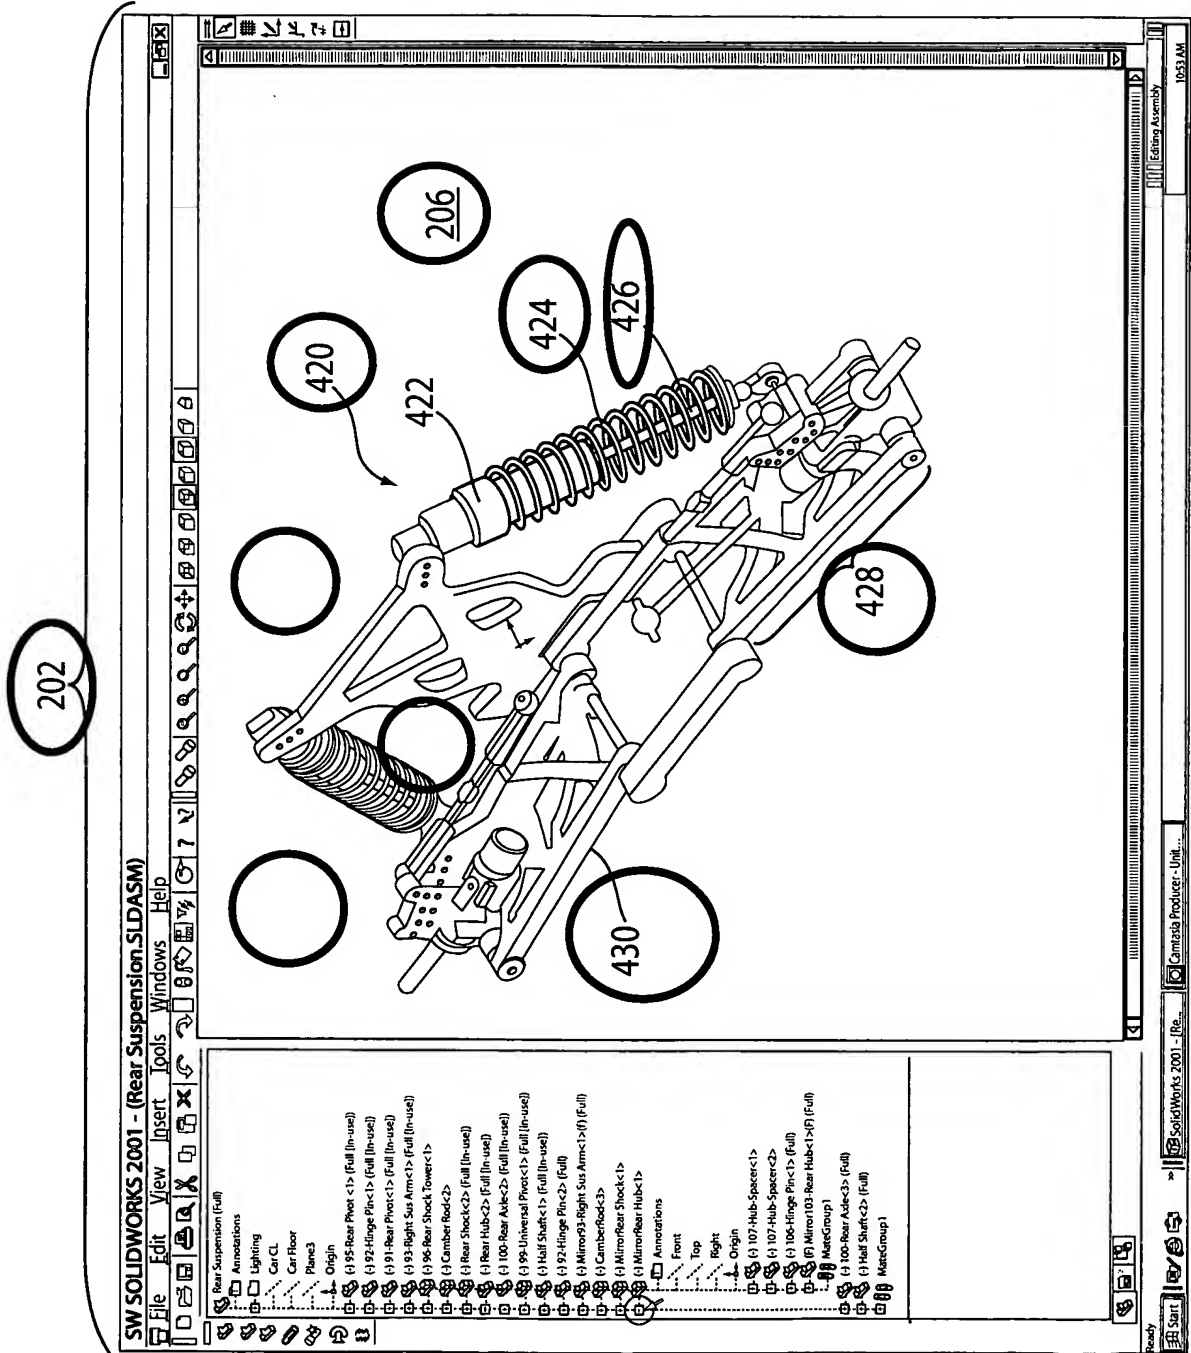 202
SW SOLIDWORKS 2001 - (Rear Suspension.SLDASM)
File Edit View Insert Tools Windows Help
Rear Suspension (Full)
Annotations
Lighting
Car CL
Car Floor
Plane3
Origin
(-) 95-Rear Pivot <1> (Full [In-use])
(-) 92-Hinge Pin<1> (Full [In-use])
(-) 91-Rear Pivot<1> (Full [In-use])
(-) 93-Right Sus Arm<1> (Full [In-use])
(-) 96-Rear Shock Tower<1>
(-) Camber Rod<2>
(-) Rear Shock<2> (Full [In-use])
(-) Rear Hub<2> (Full [In-use])
(-) 100-Rear Axle<2> (Full [In-use])
(-) 99-Universal Pivot<1> (Full [In-use])
(-) Half Shaft<1> (Full [In-use])
(-) 92-Hinge Pin<2> (Full)
(-) Mirror93-Right Sus Arm<1>(f) (Full)
(-) CamberRod<3>
(-) MirrorRear Shock<1>
(-) MirrorRear Hub<1>
Annotations
Front
Top
Right
Origin
(-) 107-Hub-Spacer<1>
(-) 107-Hub-Spacer<2>
(-) 106-Hinge Pin<1> (Full)
(F) Mirror103-Rear Hub<1>(F) (Full)
MateGroup1
(-) 100-Rear Axle<3> (Full)
(-) Half Shaft<2> (Full)
MateGroup1
206
420
422
424
426
428
430
Ready
Editing Assembly
Start
SolidWorks 2001 - [Re...
Camtasia Producer - Unit...
10:53 AM